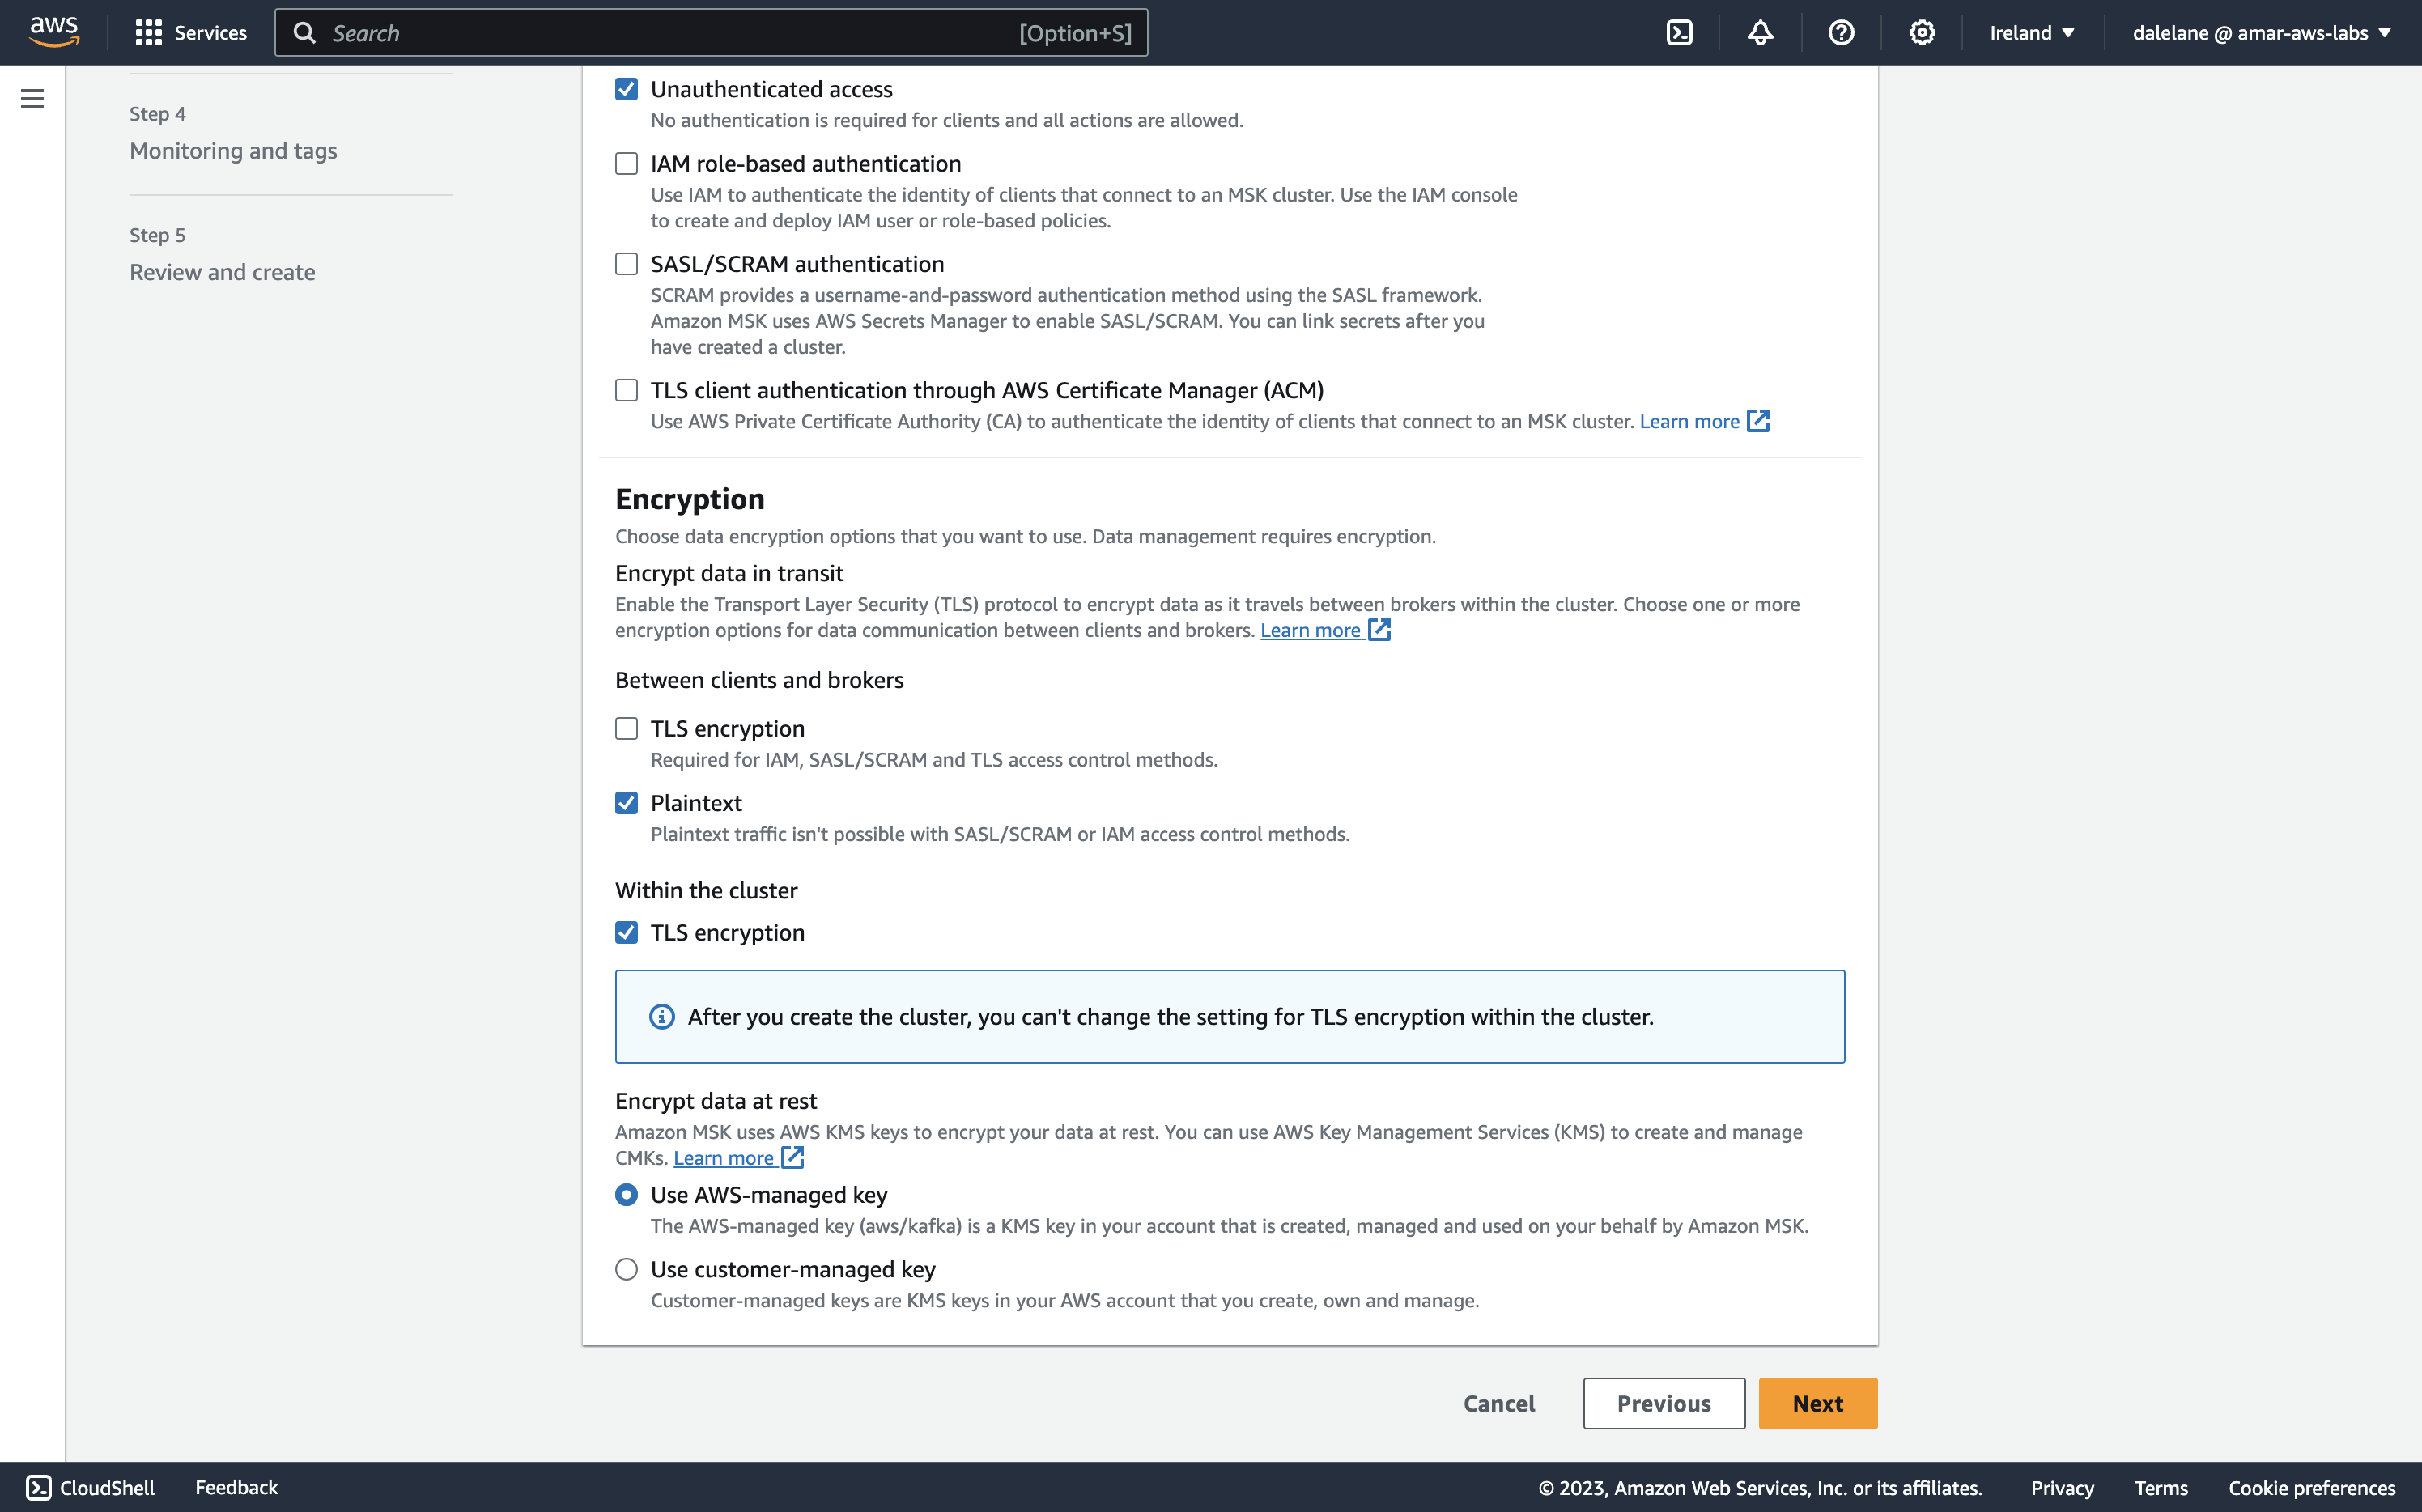 aws
Services
Search
[Option+S]
Ireland
dalelane @ amar-aws-labs
Step 4
Monitoring and tags
Step 5
Review and create
Unauthenticated access
No authentication is required for clients and all actions are allowed.
IAM role-based authentication
Use IAM to authenticate the identity of clients that connect to an MSK cluster. Use the IAM console
to create and deploy IAM user or role-based policies.
SASL/SCRAM authentication
SCRAM provides a username-and-password authentication method using the SASL framework.
Amazon MSK uses AWS Secrets Manager to enable SASL/SCRAM. You can link secrets after you
have created a cluster.
TLS client authentication through AWS Certificate Manager (ACM)
Use AWS Private Certificate Authority (CA) to authenticate the identity of clients that connect to an MSK cluster. Learn more
Encryption
Choose data encryption options that you want to use. Data management requires encryption.
Encrypt data in transit
Enable the Transport Layer Security (TLS) protocol to encrypt data as it travels between brokers within the cluster. Choose one or more
encryption options for data communication between clients and brokers. Learn more
Between clients and brokers
TLS encryption
Required for IAM, SASL/SCRAM and TLS access control methods.
Plaintext
Plaintext traffic isn't possible with SASL/SCRAM or IAM access control methods.
Within the cluster
TLS encryption
After you create the cluster, you can't change the setting for TLS encryption within the cluster.
Encrypt data at rest
Amazon MSK uses AWS KMS keys to encrypt your data at rest. You can use AWS Key Management Services (KMS) to create and manage
CMKs. Learn more
Use AWS-managed key
The AWS-managed key (aws/kafka) is a KMS key in your account that is created, managed and used on your behalf by Amazon MSK.
Use customer-managed key
Customer-managed keys are KMS keys in your AWS account that you create, own and manage.
Cancel
Previous
Next
CloudShell
Feedback
© 2023, Amazon Web Services, Inc. or its affiliates.
Privacy
Terms
Cookie preferences